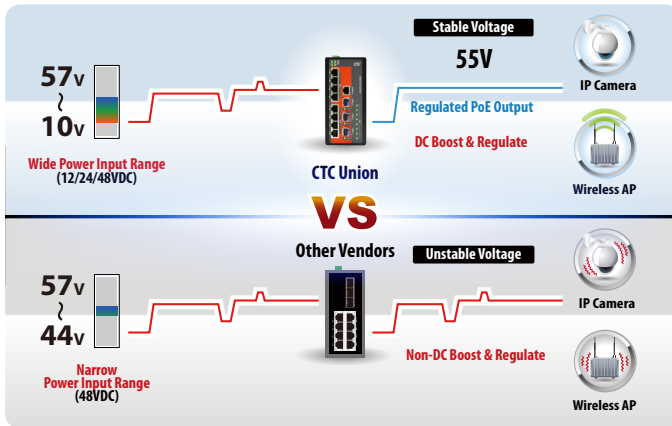 Stable Voltage
57V
~
10V
55V
IP Camera
Regulated PoE Output
DC Boost & Regulate
Wide Power Input Range
(12/24/48VDC)
CTC Union
Wireless AP
VS
Other Vendors
Unstable Voltage
57V
~
44V
IP Camera
Non-DC Boost & Regulate
Narrow
Power Input Range
(48VDC)
Wireless AP